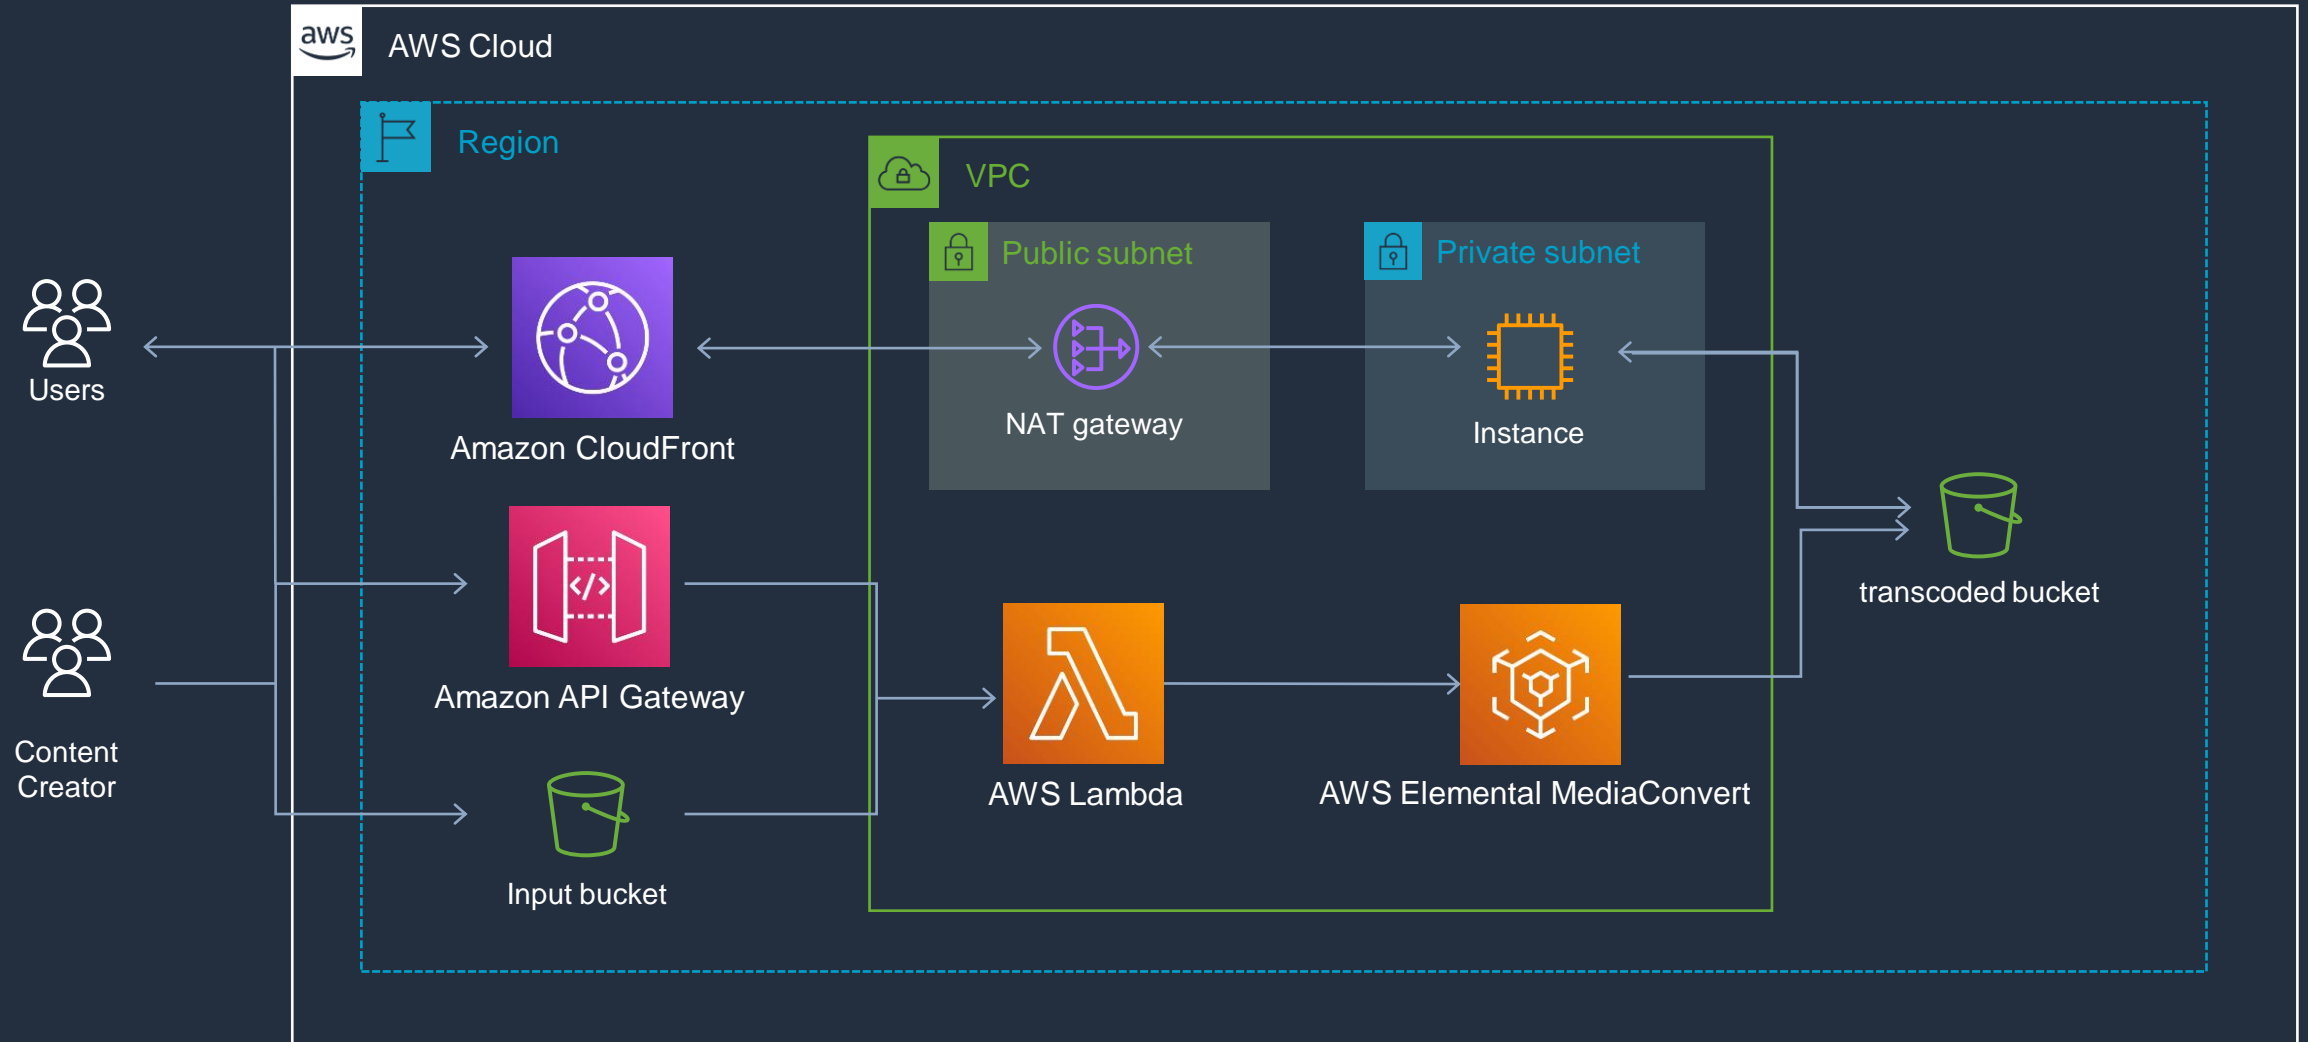 aws
AWS Cloud
Region
VPC
Public subnet
Private subnet
Users
NAT gateway
Instance
Amazon CloudFront
</>
transcoded bucket
Amazon API Gateway
Content
Creator
AWS Lambda
AWS Elemental MediaConvert
Input bucket